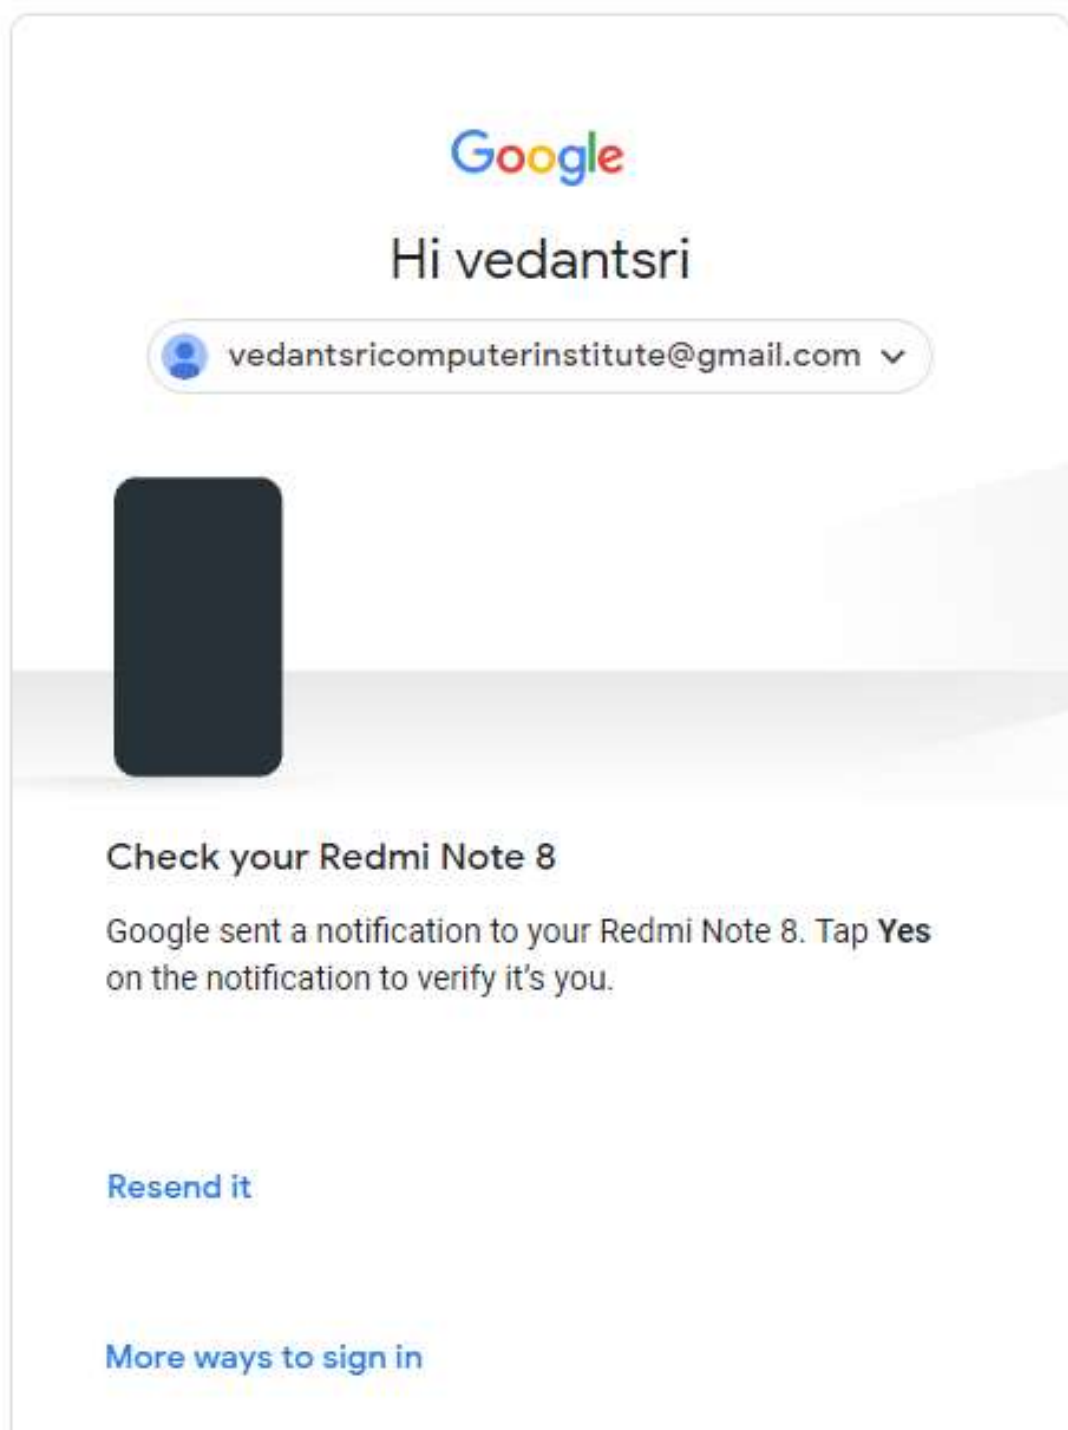 Google
Hi vedantsri
vedantsricomputerinstitute@gmail.com
Check your Redmi Note 8
Google sent a notification to your Redmi Note 8. Tap Yes
on the notification to verify it's you.
Resend it
More ways to sign in